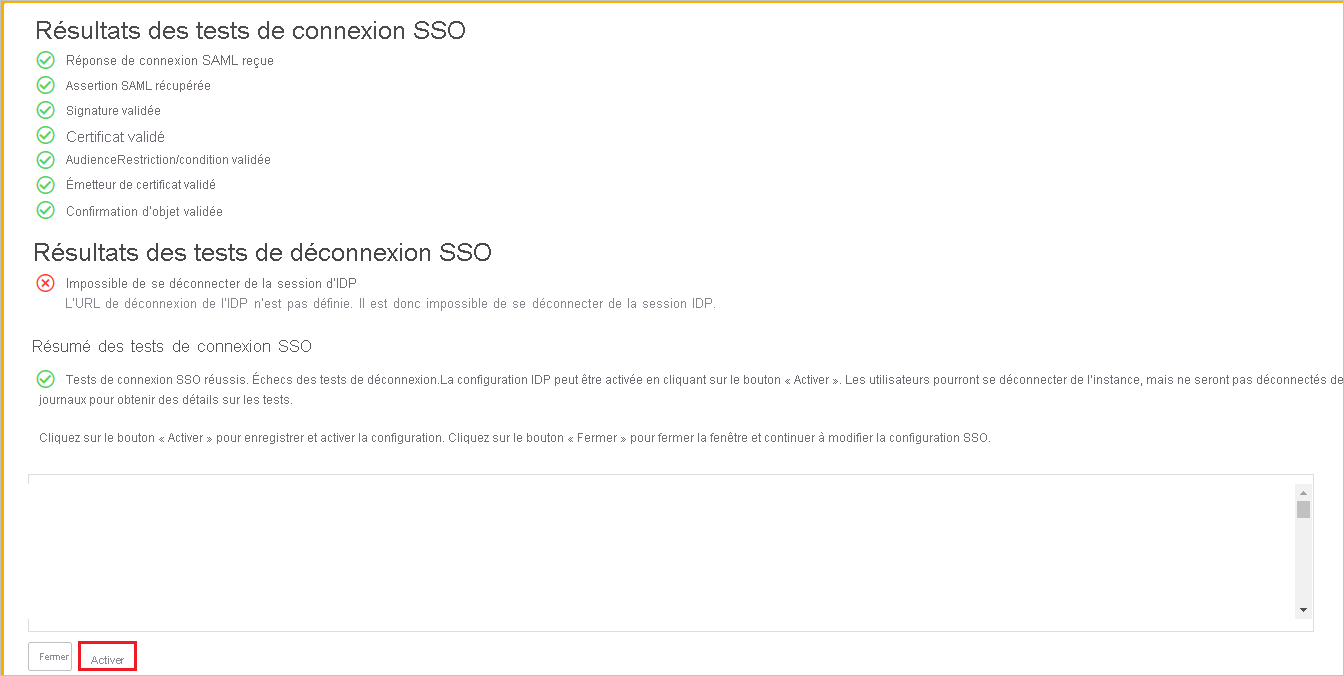 Résultats des tests de connexion SSO
Réponse de connexion SAML reçue
Assertion SAML récupérée
Signature validée
Certificat validé
AudienceRestriction/condition validée
Émetteur de certificat validé
Confirmation d'objet validée
Résultats des tests de déconnexion SSO
Impossible de se déconnecter de la session d'IDP
L'URL de déconnexion de l'IDP n'est pas définie. Il est donc impossible de se déconnecter de la session IDP.
Résumé des tests de connexion SSO
Tests de connexion SSO réussis. Échecs des tests de déconnexion.La configuration IDP peut être activée en cliquant sur le bouton « Activer ». Les utilisateurs pourront se déconnecter de l'instance, mais ne seront pas déconnectés de
journaux pour obtenir des détails sur les tests.
Cliquez sur le bouton « Activer » pour enregistrer et activer la configuration. Cliquez sur le bouton « Fermer » pour fermer la fenêtre et continuer à modifier la configuration SSO.
Fermer
Activer